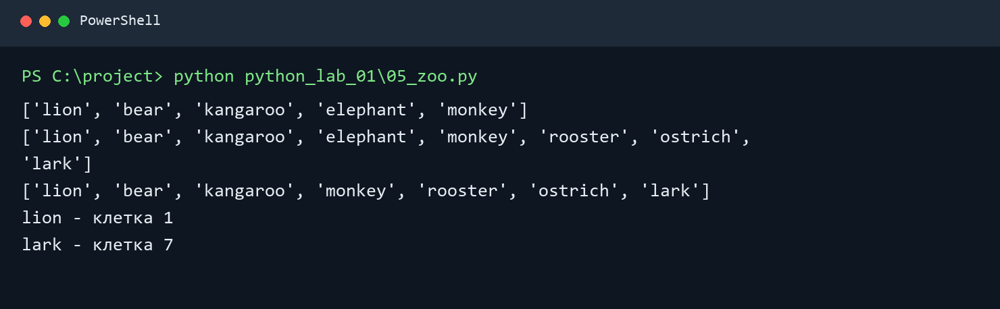 PowerShell
PS C:\project> python python_lab_01\05_zoo.py
['lion', 'bear', 'kangaroo', 'elephant', 'monkey']
['lion', 'bear', 'kangaroo', 'elephant', 'monkey', 'rooster', 'ostrich',
'lark']
['lion', 'bear', 'kangaroo', 'monkey', 'rooster', 'ostrich', 'lark']
lion - клетка 1
lark - клетка 7